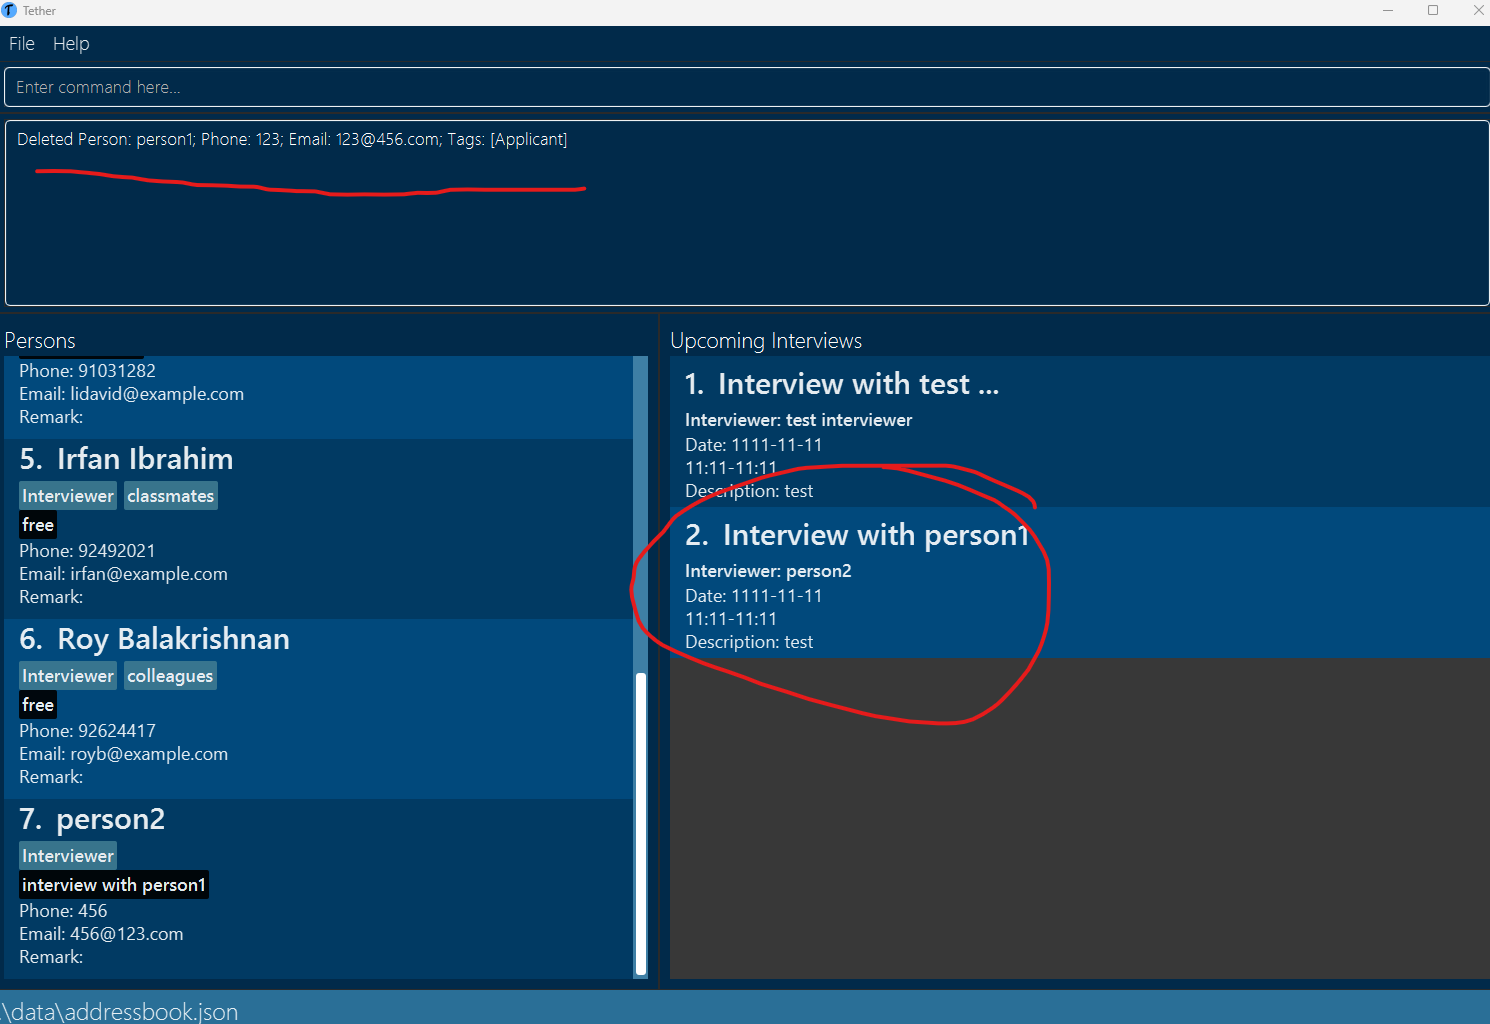 Tether
File Help
Enter command here...
Deleted Person: person1; Phone: 123; Email: 123@456.com; Tags: [Applicant]
Persons
Phone: 91031282
Email: lidavid@example.com
Remark:
5. Irfan Ibrahim
Interviewer classmates
free
Phone: 92492021
Email: irfan@example.com
Remark:
6. Roy Balakrishnan
Interviewer colleagues
free
Phone: 92624417
Email: royb@example.com
Remark:
7. person2
Interviewer
interview with person1
Phone: 456
Email: 456@123.com
Remark:
Upcoming Interviews
1. Interview with test ...
Interviewer: test interviewer
Date: 1111-11-11
11:11-11:11
Description: test
2. Interview with person1
Interviewer: person2
Date: 1111-11-11
11:11-11:11
Description: test
.\data\addressbook.json